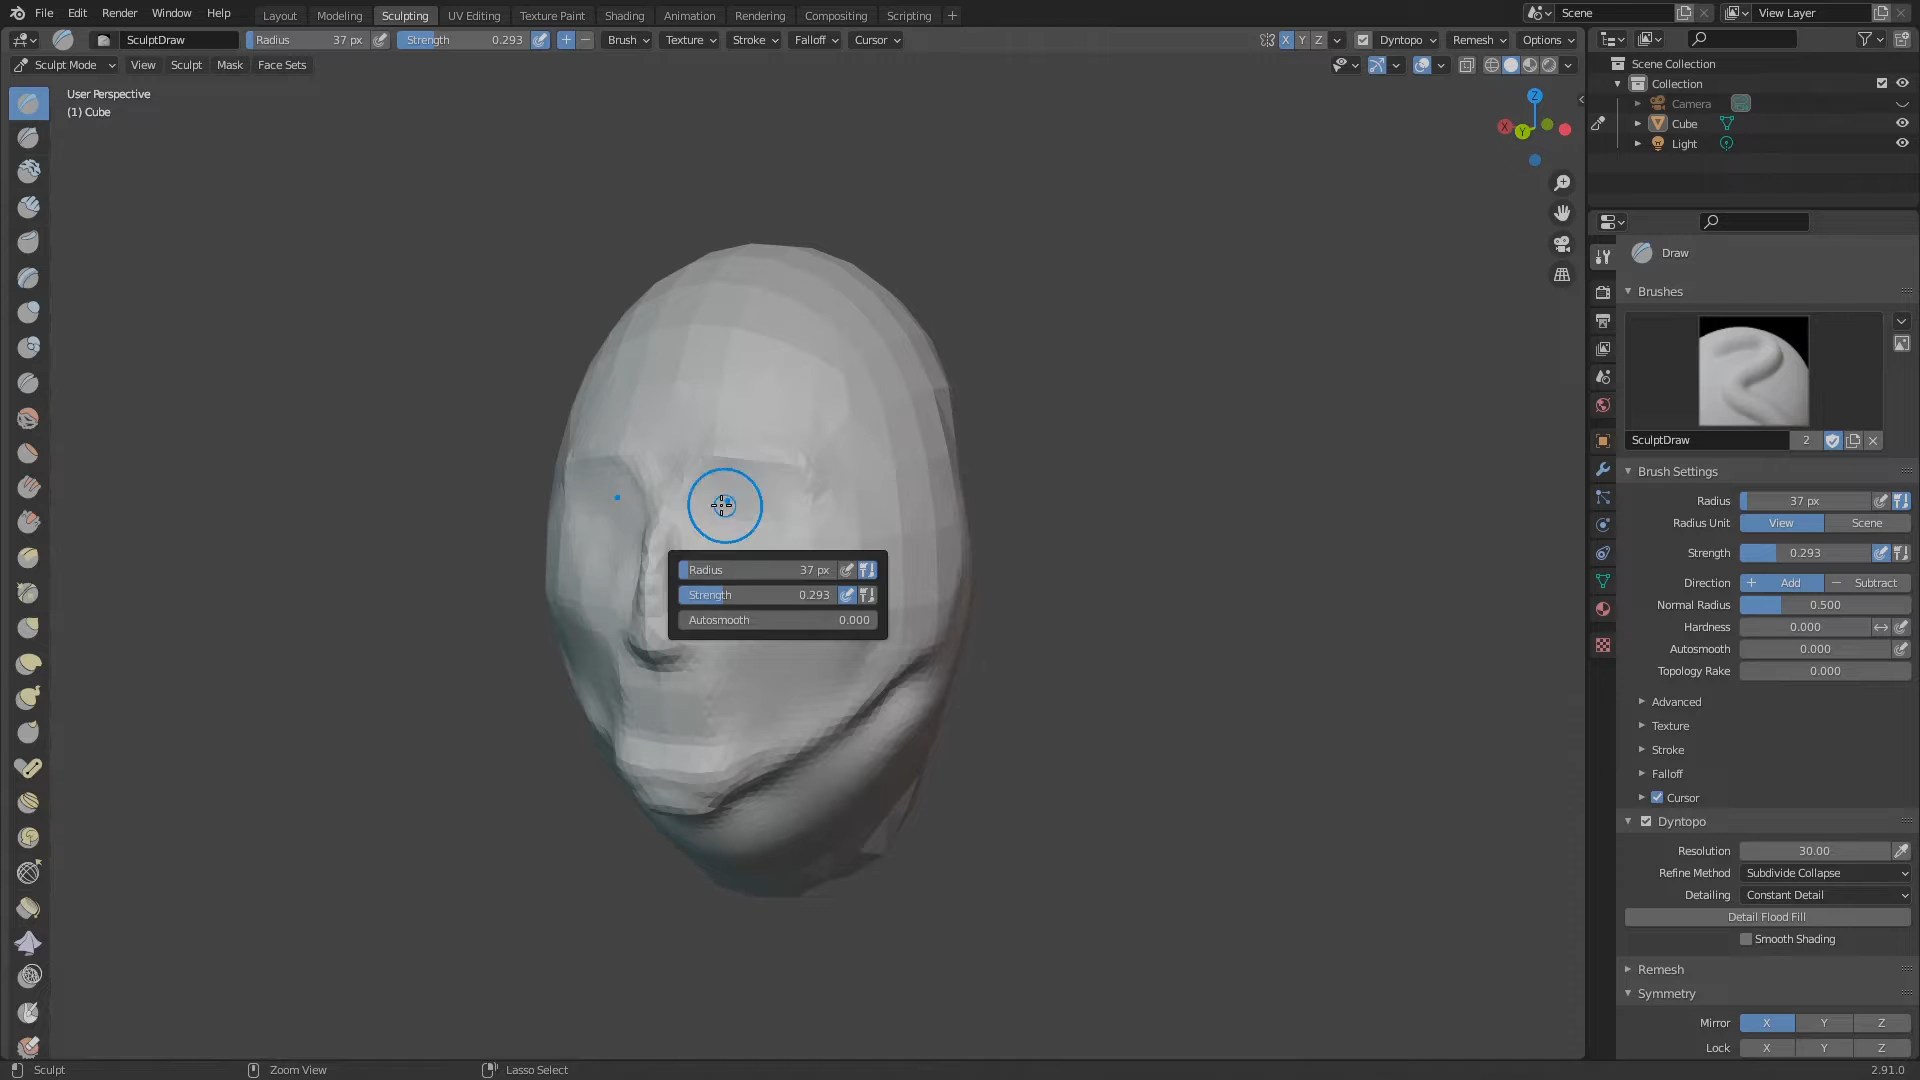 File Edit Render Window Help Layout Modeling Sculpting UV Editing Texture Paint Shading Animation Rendering Compositing Scripting Scene View Layer
SculptDraw Radius 37 px Strength 0.293 Brush Texture Stroke Falloff Cursor X Y Z Dyntopo Remesh Options
Sculpt Mode View Sculpt Mask Face Sets
User Perspective
(1) Cube
Z
X
Y
Radius 37 px
Strength 0.293
Autosmooth 0.000
Scene Collection
Collection
Camera
Cube
Light
Draw
Brushes
SculptDraw 2
Brush Settings
Radius 37 px
Radius Unit View Scene
Strength 0.293
Direction Add Subtract
Normal Radius 0.500
Hardness 0.000
Autosmooth 0.000
Topology Rake 0.000
Advanced
Texture
Stroke
Falloff
Cursor
Dyntopo
Resolution 30.00
Refine Method Subdivide Collapse
Detailing Constant Detail
Detail Flood Fill
Smooth Shading
Remesh
Symmetry
Mirror X Y Z
Lock X Y Z
Sculpt Zoom View Lasso Select 2.91.0